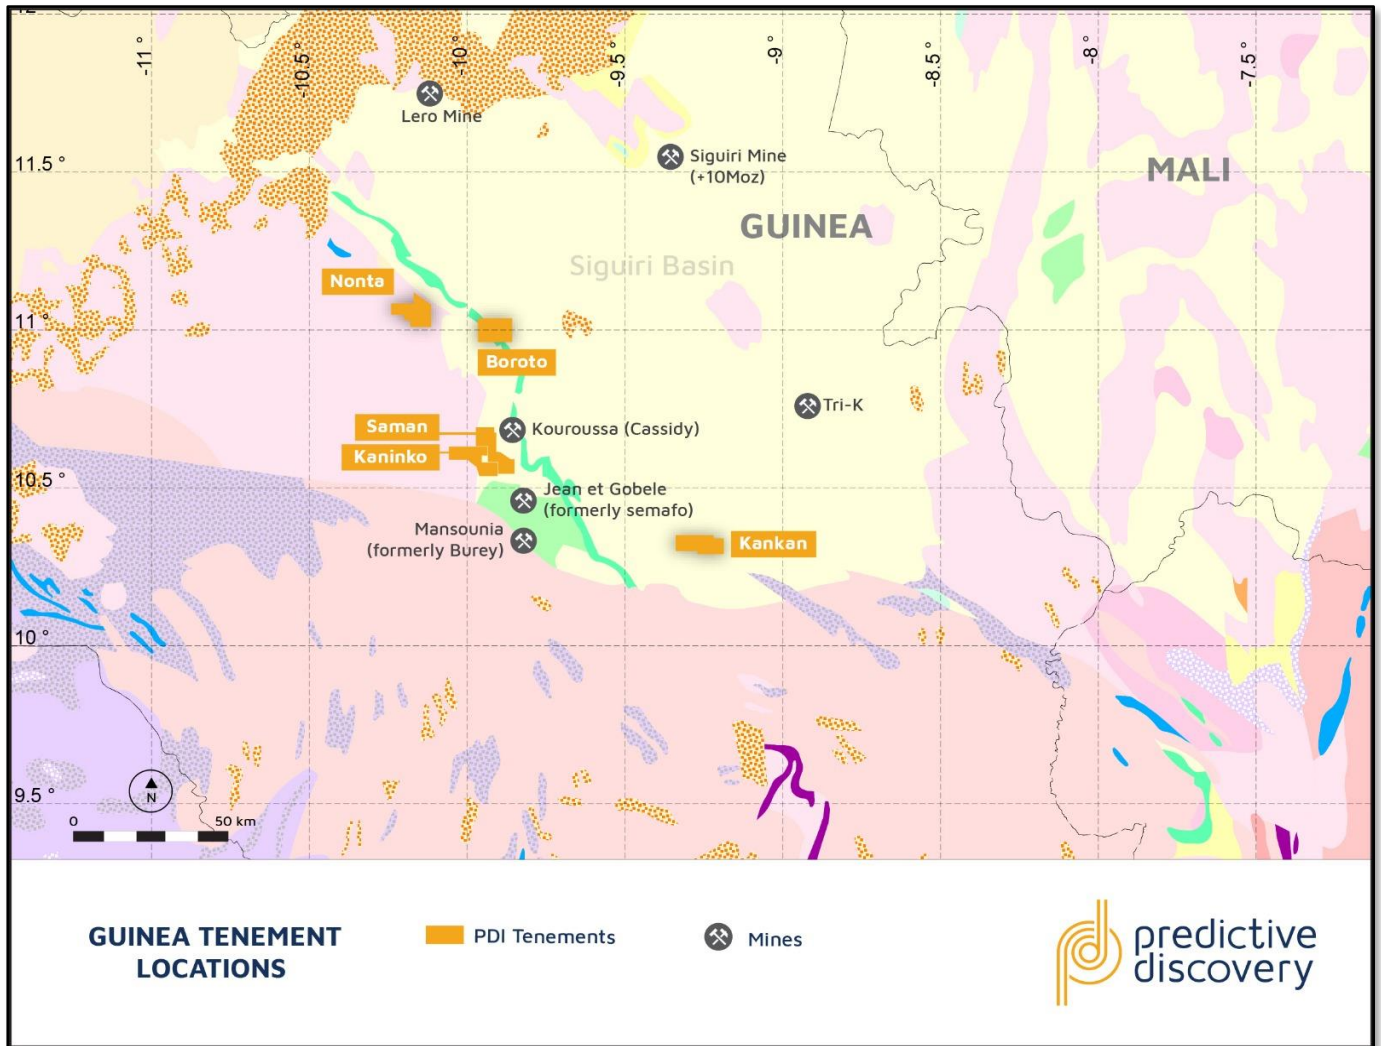 12 °
-11 °
-10.5 °
-10 °
-9.5 °
-9 °
-8.5 °
-8 °
-7.5 °
Lero Mine
11.5 °
Siguiri Mine
(+10Moz)
MALI
GUINEA
Siguiri Basin
Nonta
11 °
Boroto
Tri-K
Saman
Kouroussa (Cassidy)
Kaninko
10.5 °
Jean et Gobele
(formerly semafo)
Mansounia
(formerly Burey)
Kankan
10 °
9.5 °
N
0
50 km
GUINEA TENEMENT
LOCATIONS
PDI Tenements
Mines
predictive
discovery